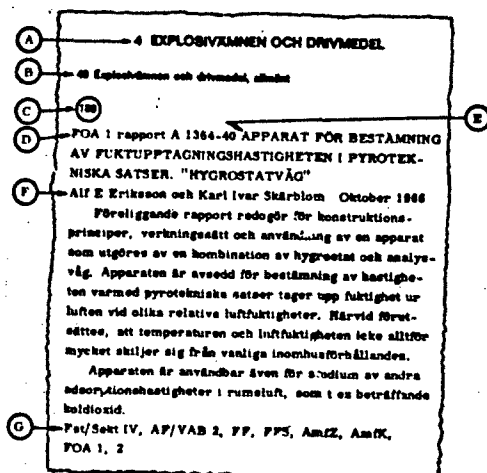 A 4 EXPLOSIVÄMNEN OCH DRIVMEDEL
B 40 Explosivämnen och drivmedel, allmänt
C 788 E
D FOA 1 rapport A 1364-40 APPARAT FÖR BESTÄMNING
AV FUKTUPPTAGNINGSHASTIGHETEN I PYROTEK-
NISKA SATSER. "HYGROSTATVÅG"
F Alf E Eriksson och Karl Ivar Skärblom Oktober 1966
Föreliggande rapport redogör för konstruktions-
principer, verkningssätt och användning av en apparat
som utgöres av en kombination av hygrostat och analys-
våg. Apparaten är avsedd för bestämning av hastighe-
ten varmed pyrotekniska satser tager upp fuktighet ur
luften vid olika relativa luftfuktigheter. Härvid förut-
sättes, att temperaturen och luftfuktigheten icke alltför
mycket skiljer sig från vanliga inomhusförhållanden.
Apparaten är användbar även för studium av andra
adsorptionshastigheter i rumsluft, som t ex beträffande
koldioxid.
G Fst/Sekt IV, AF/VAB 2, FF, FFS, AmfZ, AmfK,
FOA 1, 2